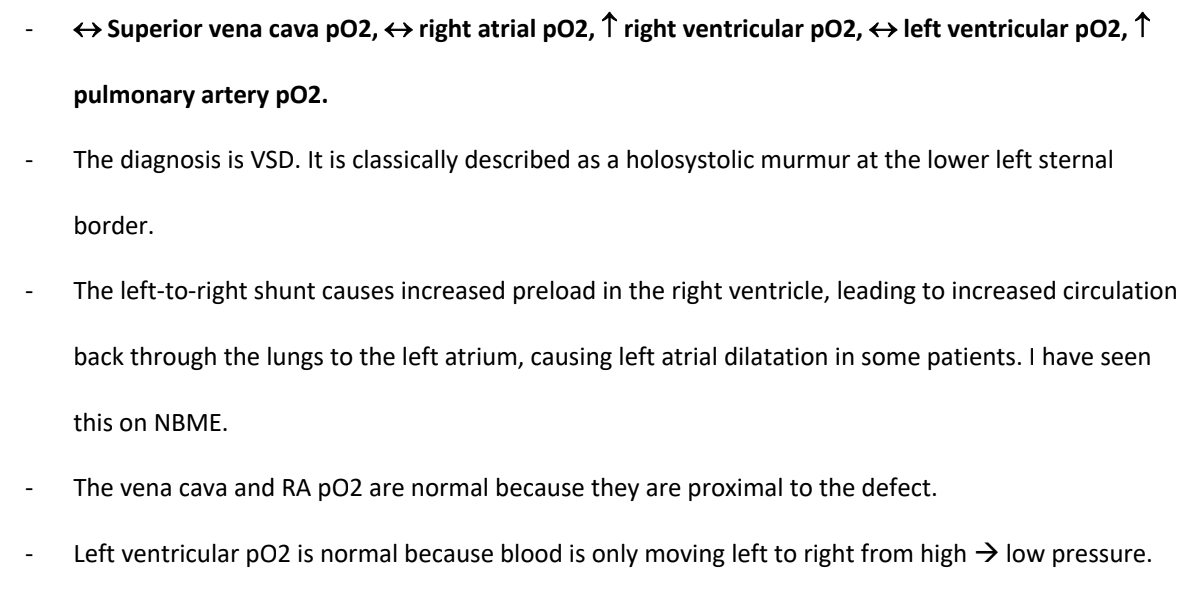 - ↔ Superior vena cava pO2, ↔ right atrial pO2, ↑ right ventricular pO2, ↔ left ventricular pO2, ↑
pulmonary artery pO2.
- The diagnosis is VSD. It is classically described as a holosystolic murmur at the lower left sternal
border.
- The left-to-right shunt causes increased preload in the right ventricle, leading to increased circulation
back through the lungs to the left atrium, causing left atrial dilatation in some patients. I have seen
this on NBME.
- The vena cava and RA pO2 are normal because they are proximal to the defect.
- Left ventricular pO2 is normal because blood is only moving left to right from high → low pressure.